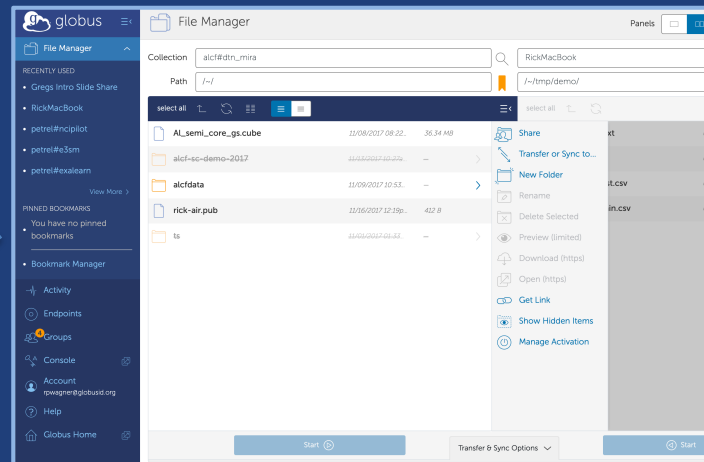 globus
File Manager
RECENTLY USED
Gregs Intro Slide Share
RickMacBook
petrel#ncipilot
petrel#e3sm
petrel#exalearn
View More >
PINNED BOOKMARKS
You have no pinned
bookmarks
Bookmark Manager
Activity
Endpoints
4
Groups
Console
Account
rpwagner@globusid.org
Help
Globus Home
File Manager
Panels
Collection
alcf#dtn_mira
RickMacBook
Path
/~/
/~/tmp/demo/
select all
select all
AI_semi_core_gs.cube 11/08/2017 08:22... 36.34 MB
alcf-sc-demo-2017 –
alcfdata 11/09/2017 10:53... –
rick-air.pub 11/16/2017 12:19p... 412 B
ts 11/01/2017 01:33... –
Share
Transfer or Sync to...
New Folder
Rename
Delete Selected
Preview (limited)
Download (https)
Open (https)
Get Link
Show Hidden Items
Manage Activation
xt
st.csv
in.csv
Start
Transfer & Sync Options
Start